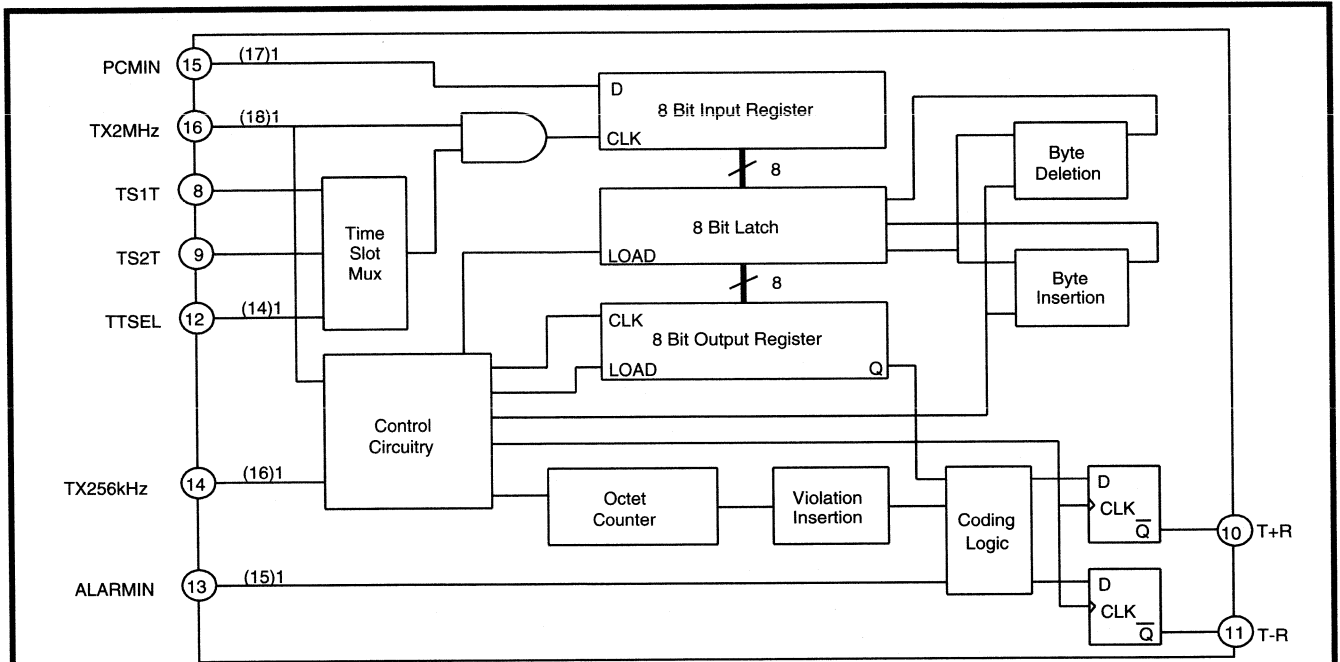 PCMIN 15 (17)1
D
8 Bit Input Register
CLK
TX2MHz 16 (18)1
8
Byte
Deletion
TS1T 8
Time
Slot
Mux
8 Bit Latch
LOAD
TS2T 9
8
Byte
Insertion
TTSEL 12 (14)1
CLK
8 Bit Output Register
LOAD
Q
Control
Circuitry
TX256kHz 14 (16)1
Octet
Counter
Violation
Insertion
Coding
Logic
D
CLK
Q̅
10 T+R
ALARMIN 13 (15)1
D
CLK
Q̅
11 T-R